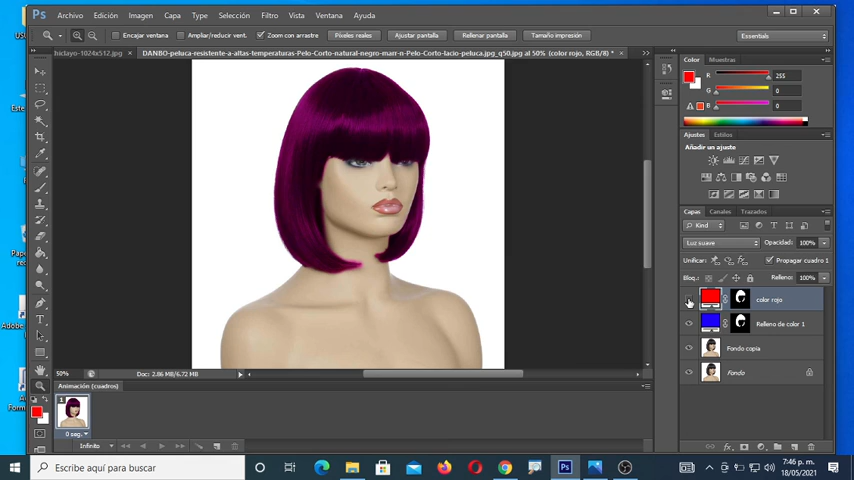 Ps Archivo Edición Imagen Capa Type Selección Filtro Vista Ventana Ayuda
Encajar ventana Ampliar/reducir vent. Zoom con arrastre Píxeles reales Ajustar pantalla Rellenar pantalla Tamaño impresión Essentials
hiclayo-1024x512.jpg × DANBO-peluca-resistente-a-altas-temperaturas-Pelo-Corto-natural-negro-marr-n-Pelo-Corto-lacio-peluca.jpg_q50.jpg al 50% (color rojo, RGB/8) * ×
Color Muestras
R 255
G 0
B 0
Ajustes Estilos
Añadir un ajuste
Capas Canales Trazados
Kind
Luz suave Opacidad: 100%
Unificar: Propagar cuadro 1
Bloq.: Relleno: 100%
color rojo
Relleno de color 1
Fondo copia
Fondo
50% Doc: 2.86 MB/6.72 MB
Animación (cuadros)
1
0 seg.
Infinito
Adobe
Escribe aquí para buscar
7:46 p. m.
18/05/2021